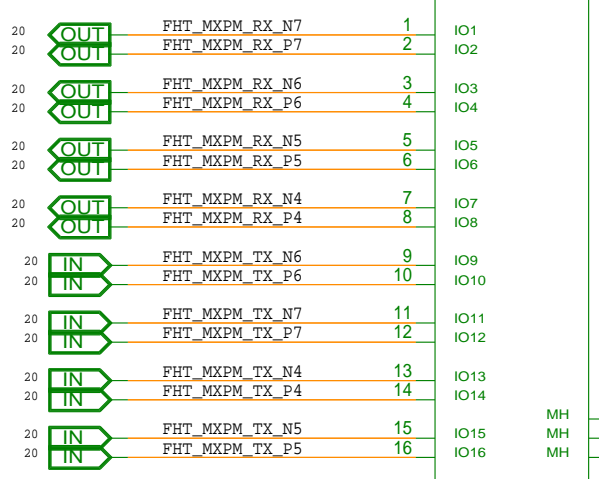 20 OUT FHT_MXPM_RX_N7 1 IO1
20 OUT FHT_MXPM_RX_P7 2 IO2
20 OUT FHT_MXPM_RX_N6 3 IO3
20 OUT FHT_MXPM_RX_P6 4 IO4
20 OUT FHT_MXPM_RX_N5 5 IO5
20 OUT FHT_MXPM_RX_P5 6 IO6
20 OUT FHT_MXPM_RX_N4 7 IO7
20 OUT FHT_MXPM_RX_P4 8 IO8
20 IN FHT_MXPM_TX_N6 9 IO9
20 IN FHT_MXPM_TX_P6 10 IO10
20 IN FHT_MXPM_TX_N7 11 IO11
20 IN FHT_MXPM_TX_P7 12 IO12
20 IN FHT_MXPM_TX_N4 13 IO13
20 IN FHT_MXPM_TX_P4 14 IO14
MH
20 IN FHT_MXPM_TX_N5 15 IO15 MH
20 IN FHT_MXPM_TX_P5 16 IO16 MH